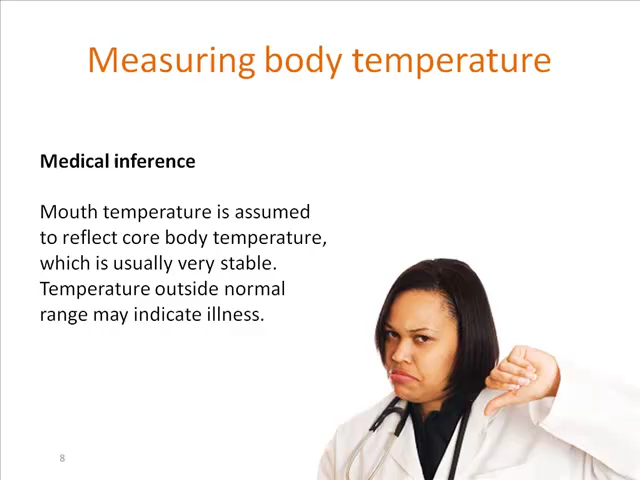 Measuring body temperature
Medical inference
Mouth temperature is assumed
to reflect core body temperature,
which is usually very stable.
Temperature outside normal
range may indicate illness.
8